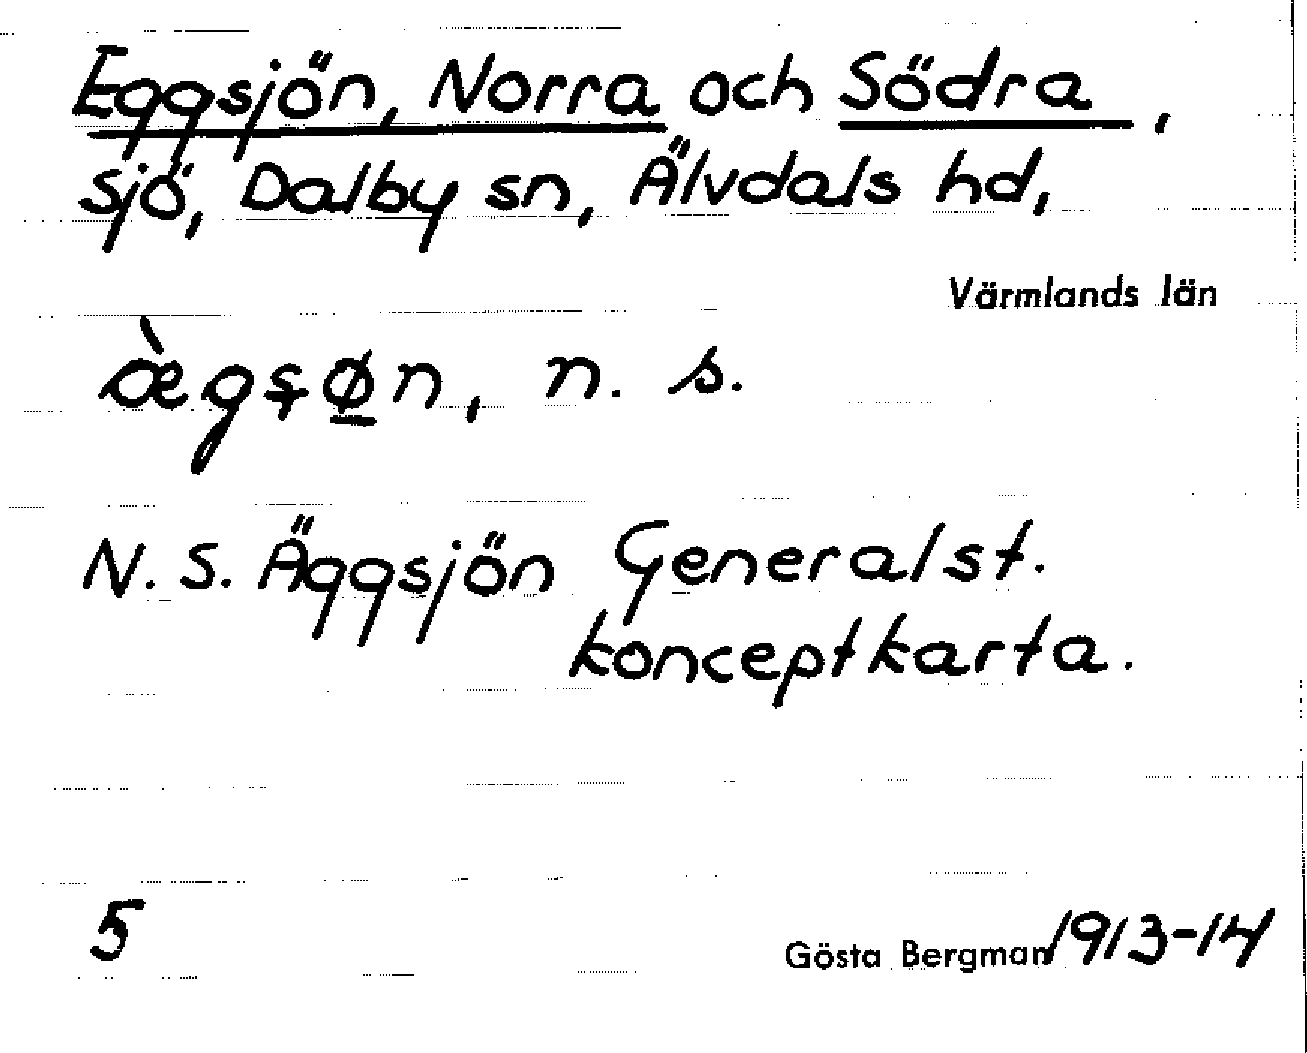 Eggsjön, Norra och Södra,
sjö, Dalby sn, Älvdals hd,
Värmlands län
æ̀gʂø̲n, n. s.
N. S. Äggsjön Generalst.
konceptkarta.
5
Gösta Bergman 1913-14